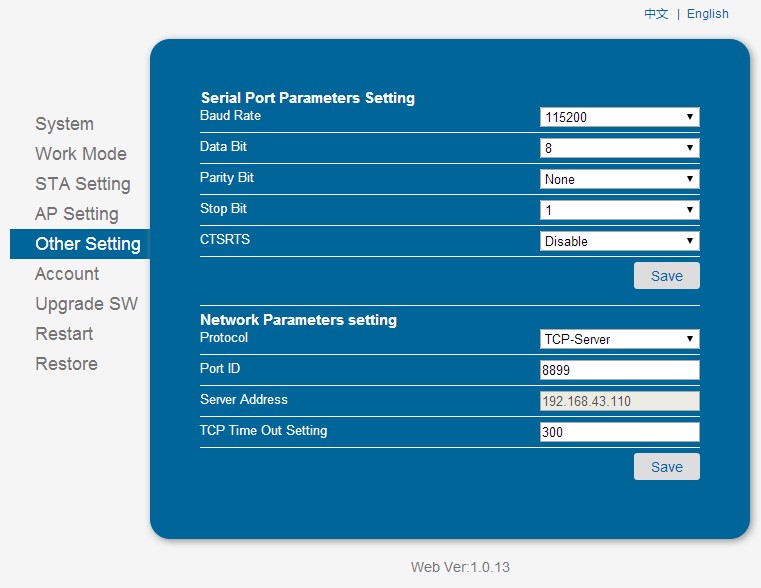 中文 | English
System
Work Mode
STA Setting
AP Setting
Other Setting
Account
Upgrade SW
Restart
Restore
Serial Port Parameters Setting
Baud Rate 115200
Data Bit 8
Parity Bit None
Stop Bit 1
CTSRTS Disable
Save
Network Parameters setting
Protocol TCP-Server
Port ID 8899
Server Address 192.168.43.110
TCP Time Out Setting 300
Save
Web Ver:1.0.13